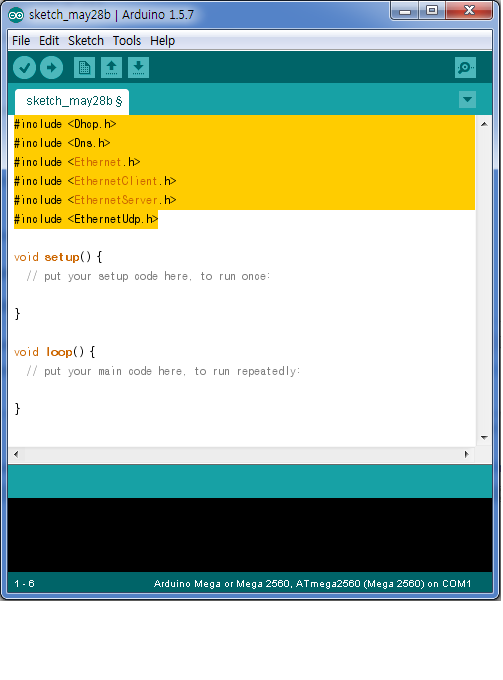 sketch_may28b | Arduino 1.5.7
File Edit Sketch Tools Help
sketch_may28b §
#include <Dhcp.h>
#include <Dns.h>
#include <Ethernet.h>
#include <EthernetClient.h>
#include <EthernetServer.h>
#include <EthernetUdp.h>
void setup() {
// put your setup code here, to run once:
}
void loop() {
// put your main code here, to run repeatedly:
}
1 - 6
Arduino Mega or Mega 2560, ATmega2560 (Mega 2560) on COM1